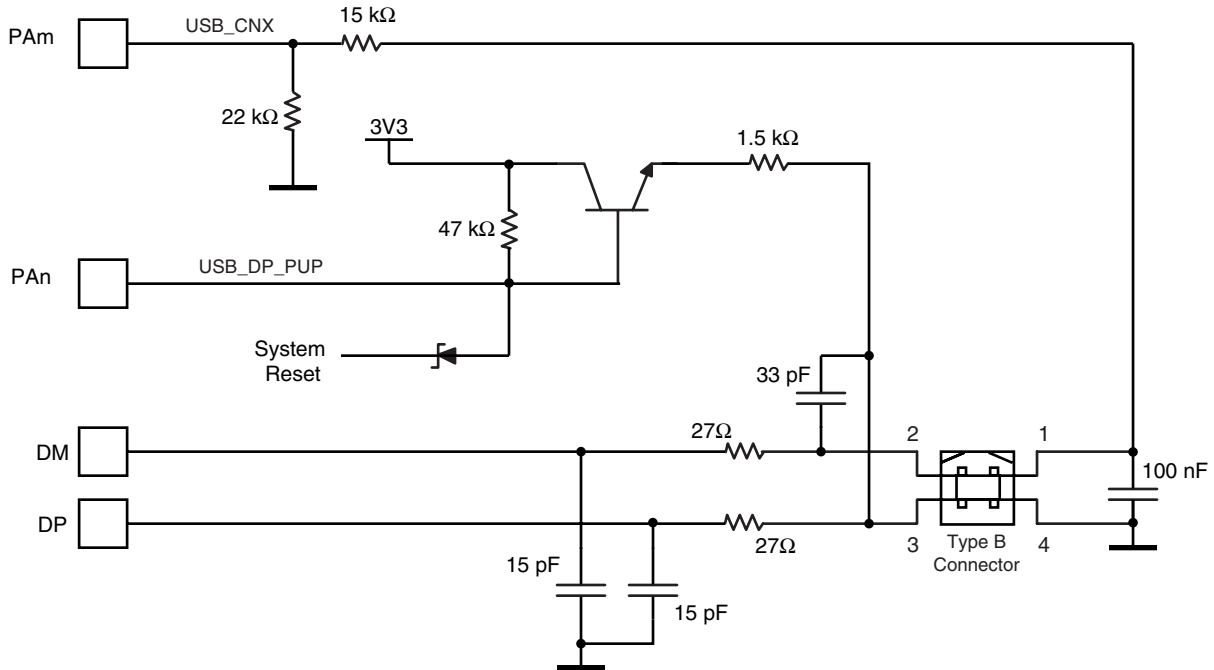 PAm
USB_CNX
15 kΩ
22 kΩ
3V3
1.5 kΩ
47 kΩ
PAn
USB_DP_PUP
System
Reset
33 pF
DM
27Ω
2
1
100 nF
DP
27Ω
3
Type B
Connector
4
15 pF
15 pF